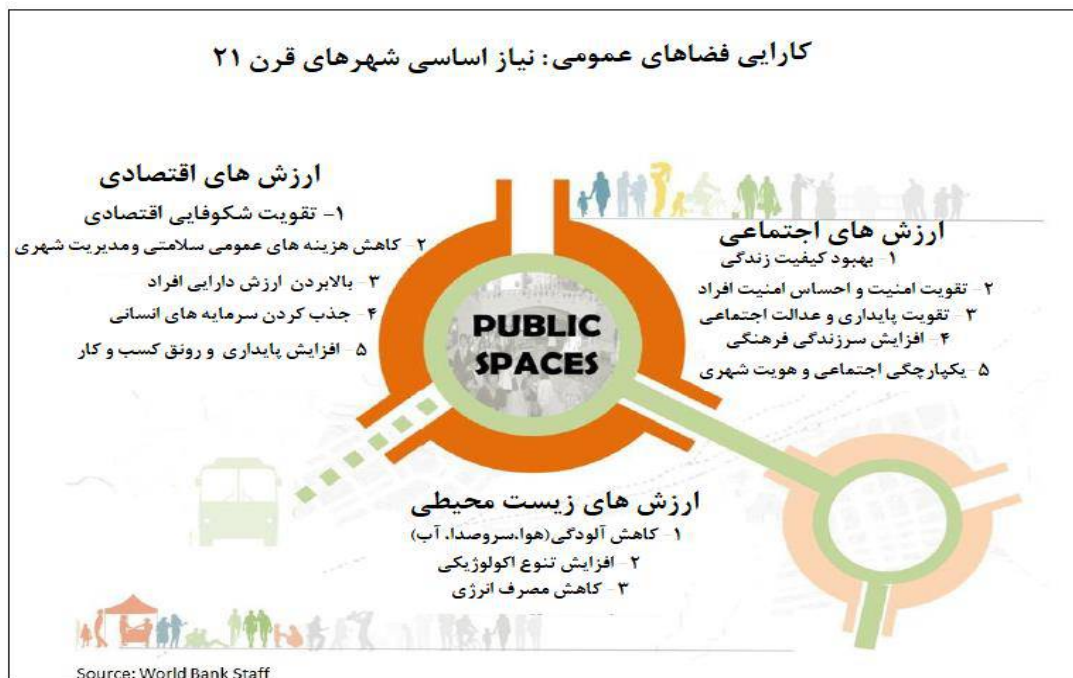 کارایی فضاهای عمومی: نیاز اساسی شهرهای قرن ۲۱
ارزش های اجتماعی
۱- بهبود کیفیت زندگی
۲- تقویت امنیت و احساس امنیت افراد
۳- تقویت پایداری و عدالت اجتماعی
۴- افزایش سرزندگی فرهنگی
۵- یکپارچگی اجتماعی و هویت شهری
ارزش های اقتصادی
۱- تقویت شکوفایی اقتصادی
۲- کاهش هزینه های عمومی سلامتی ومدیریت شهری
۳- بالابردن ارزش دارایی افراد
۴- جذب کردن سرمایه های انسانی
۵- افزایش پایداری و رونق کسب و کار
PUBLIC
SPACES
ارزش های زیست محیطی
۱- کاهش آلودگی(هوا،سروصدا، آب)
۲- افزایش تنوع اکولوژیکی
۳- کاهش مصرف انرژی
Source: World Bank Staff